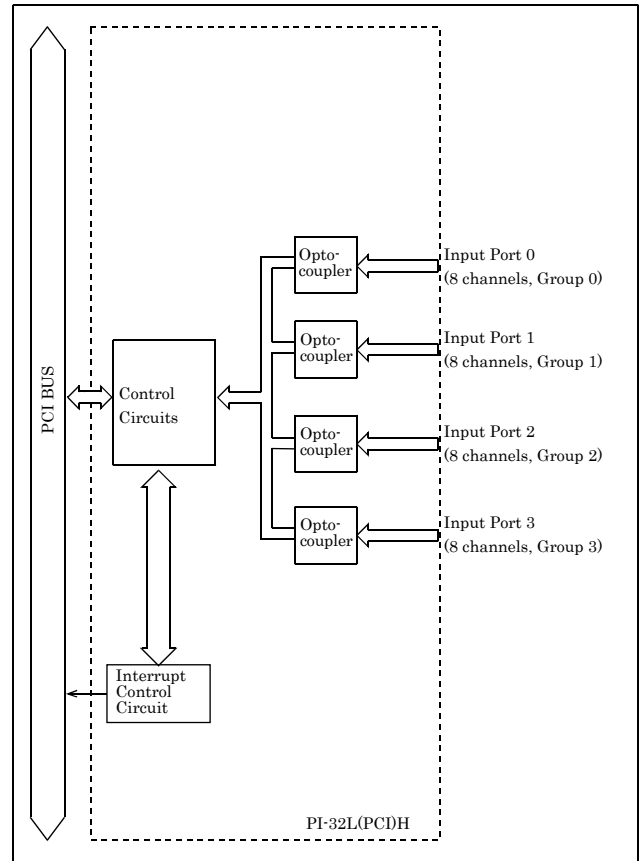 Opto-
coupler
Input Port 0
(8 channels, Group 0)
Opto-
coupler
Input Port 1
(8 channels, Group 1)
PCI BUS
Control
Circuits
Opto-
coupler
Input Port 2
(8 channels, Group 2)
Opto-
coupler
Input Port 3
(8 channels, Group 3)
Interrupt
Control
Circuit
PI-32L(PCI)H